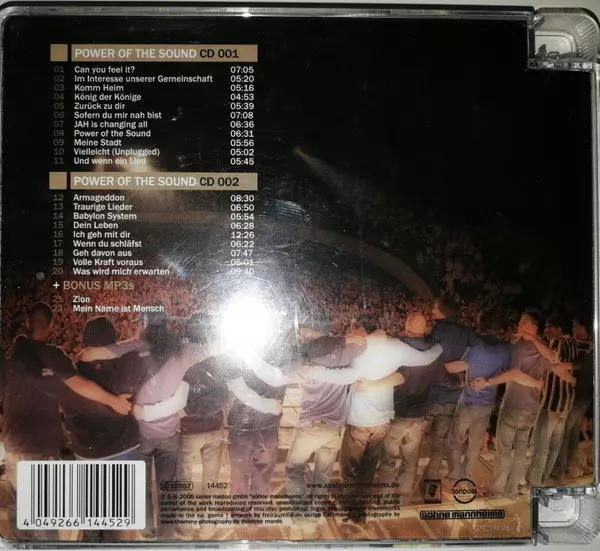 POWER OF THE SOUND CD 001
01 Can you feel it? 07:05
02 Im Interesse unserer Gemeinschaft 05:20
03 Komm Heim 05:16
04 König der Könige 04:53
05 Zurück zu dir 05:39
06 Sofern du mir nah bist 07:08
07 JAH is changing all 06:36
08 Power of the Sound 06:31
09 Meine Stadt 05:56
10 Vielleicht (Unplugged) 05:02
11 Und wenn ein Lied 05:45
POWER OF THE SOUND CD 002
12 Armageddon 08:30
13 Traurige Lieder 06:50
14 Babylon System 05:54
15 Dein Leben 06:28
16 Ich geh mit dir 12:26
17 Wenn du schläfst 06:22
18 Geh davon aus 07:47
19 Volle Kraft voraus 05:01
20 Was wird mich erwarten 09:40
+ BONUS MP3s
21 Zion
22 Mein Name ist Mensch
14452
tonpool
söhne mannheims
4 049266 144529